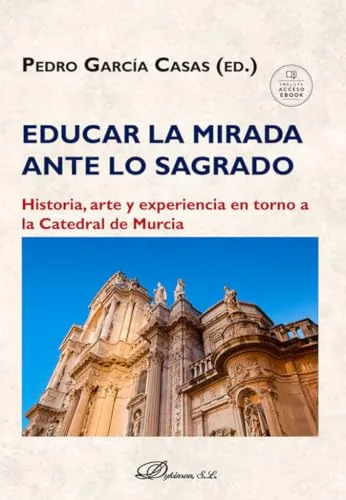 PEDRO GARCÍA CASAS (ED.)
INCLUYE
ACCESO
EBOOK
EDUCAR LA MIRADA
ANTE LO SAGRADO
Historia, arte y experiencia en torno a
la Catedral de Murcia
Dykinson, S.L.